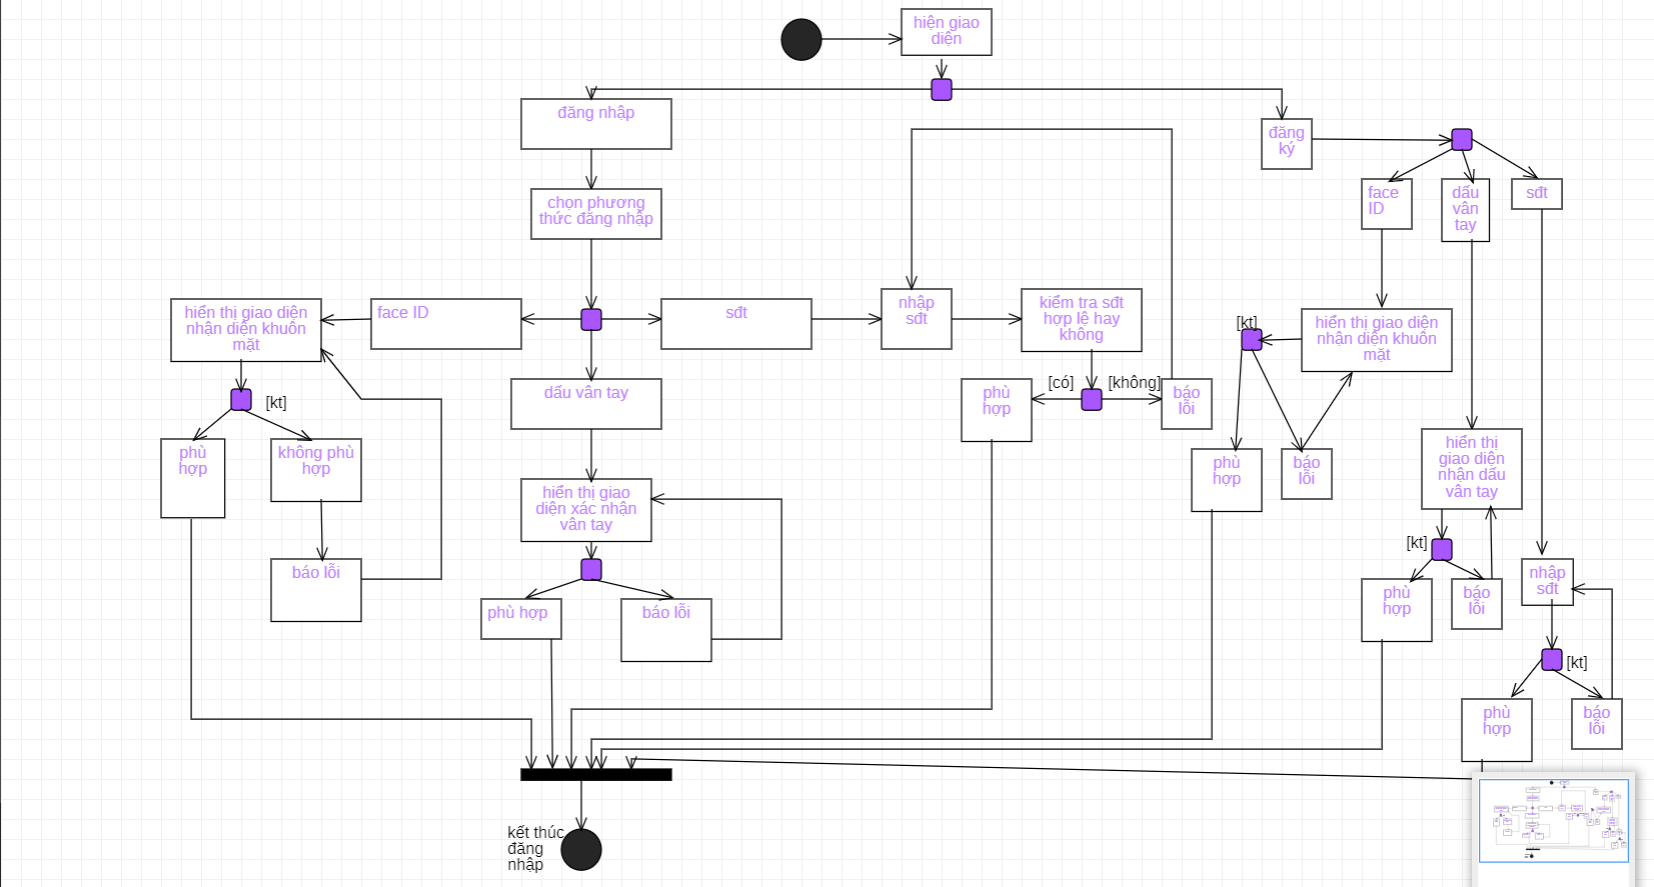 hiện giao
diện
đăng nhập
đăng
ký
chọn phương
thức đăng nhập
face
ID
dấu
vân
tay
sđt
hiển thị giao diện
nhận diện khuôn
mặt
face ID
sđt
nhập
sđt
kiểm tra sđt
hợp lệ hay
không
[kt]
hiển thị giao diện
nhận diện khuôn
mặt
dấu vân tay
[có]
[không]
phù
hợp
báo
lỗi
[kt]
phù
hợp
không phù
hợp
phù
hợp
báo
lỗi
hiển thị
giao diện
nhận dấu
vân tay
hiển thị giao
diện xác nhận
vân tay
[kt]
báo lỗi
nhập
sđt
phù hợp
báo lỗi
phù
hợp
báo
lỗi
[kt]
phù
hợp
báo
lỗi
kết thúc
đăng
nhập